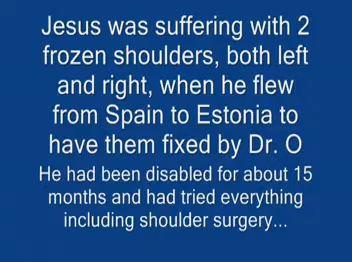 Jesus was suffering with 2
frozen shoulders, both left
and right, when he flew
from Spain to Estonia to
have them fixed by Dr. O
He had been disabled for about 15
months and had tried everything
including shoulder surgery...